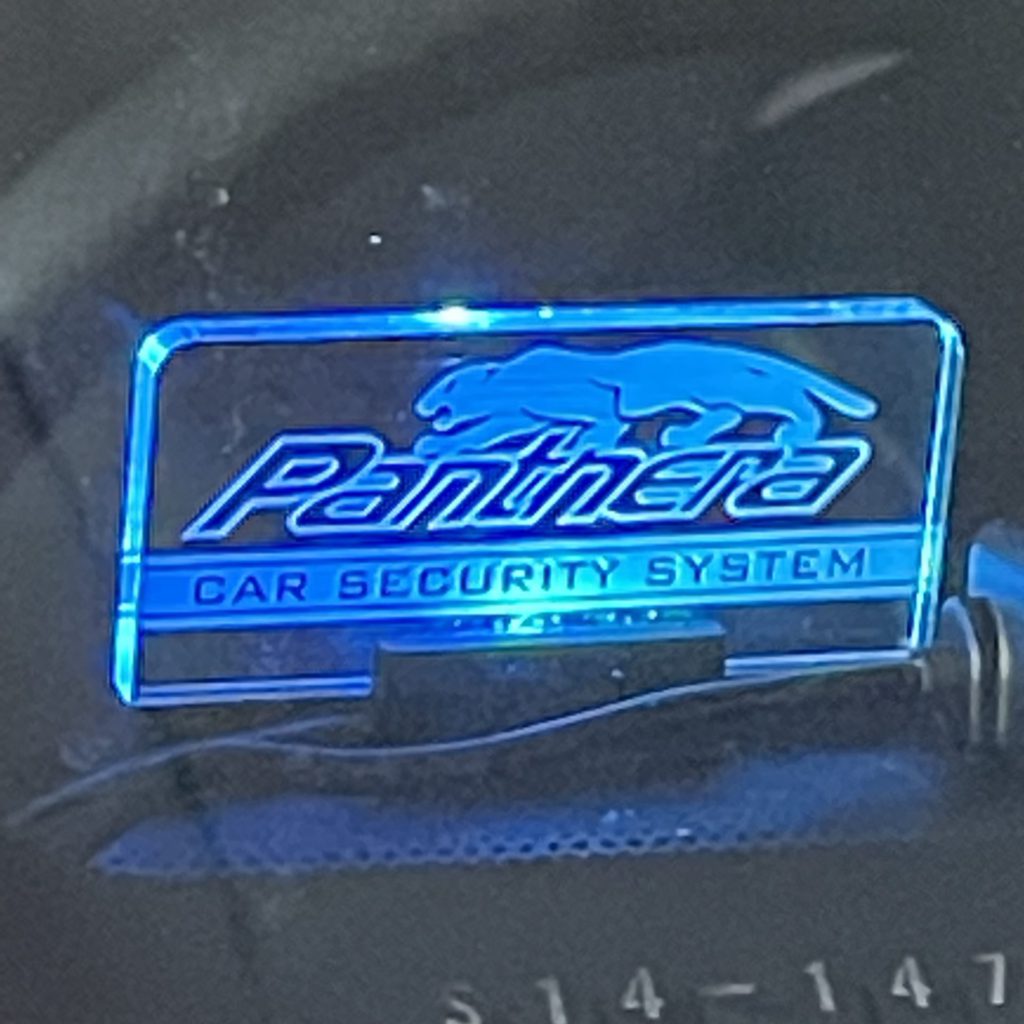 Panthera
CAR SECURITY SYSTEM
S14-147